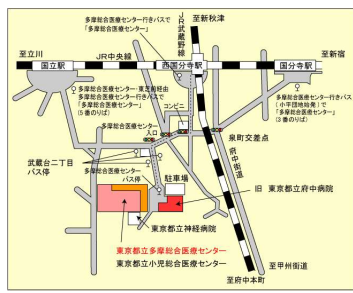 多摩総合医療センター行きバスで
「多摩総合医療センター」
至新秋津
JR武蔵野線
至立川
国立駅
JR中央線
西国分寺駅
国分寺駅
至新宿
多摩総合医療センター・東芝前経由
多摩総合医療センター行きバスで
「多摩総合医療センター」
(5番のりば)
コンビニ
多摩総合医療センター行きバス
(小平団地始発)で
「多摩総合医療センター」
(3番のりば)
多摩総合医療センター
入口
泉町交差点
府中街道
武蔵台二丁目
バス停
多摩総合医療センター
バス停
駐車場
旧 東京都立府中病院
東京都立神経病院
東京都立多摩総合医療センター
東京都立小児総合医療センター
至甲州街道
至府中本町